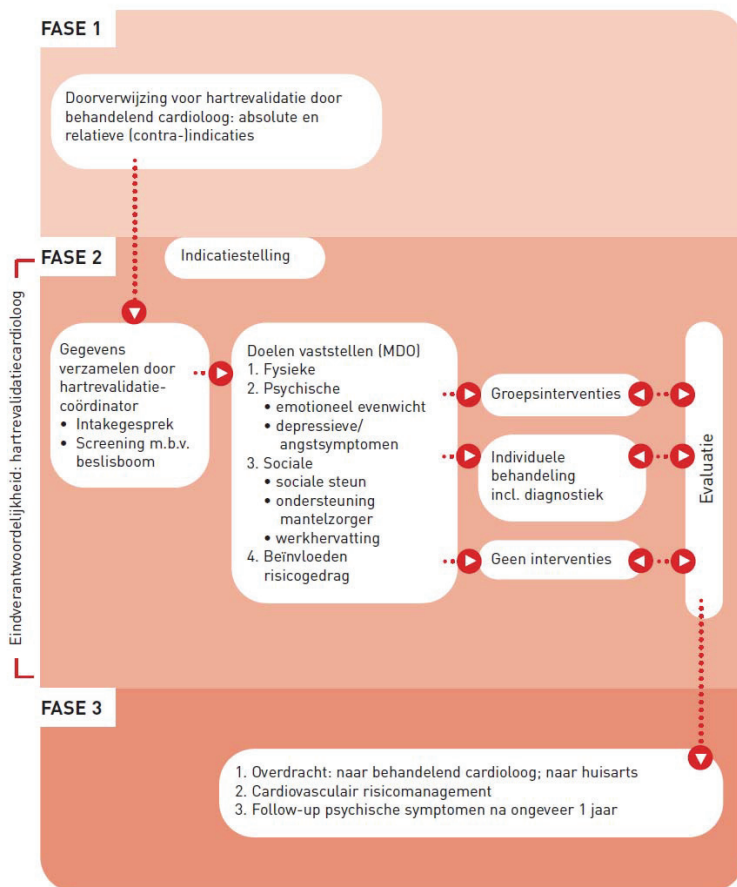 FASE 1
Doorverwijzing voor hartrevalidatie door
behandelend cardioloog: absolute en
relatieve (contra-)indicaties
FASE 2
Indicatiestelling
Eindverantwoordelijkheid: hartrevalidatiecardioloog
Gegevens
verzamelen door
hartrevalidatie-
coördinator
• Intakegesprek
• Screening m.b.v.
beslisboom
Doelen vaststellen (MDO)
1. Fysieke
2. Psychische
• emotioneel evenwicht
• depressieve/
angstsymptomen
3. Sociale
• sociale steun
• ondersteuning
mantelzorger
• werkhervatting
4. Beïnvloeden
risicogedrag
Groepsinterventies
Individuele
behandeling
incl. diagnostiek
Geen interventies
Evaluatie
FASE 3
1. Overdracht: naar behandelend cardioloog; naar huisarts
2. Cardiovasculair risicomanagement
3. Follow-up psychische symptomen na ongeveer 1 jaar